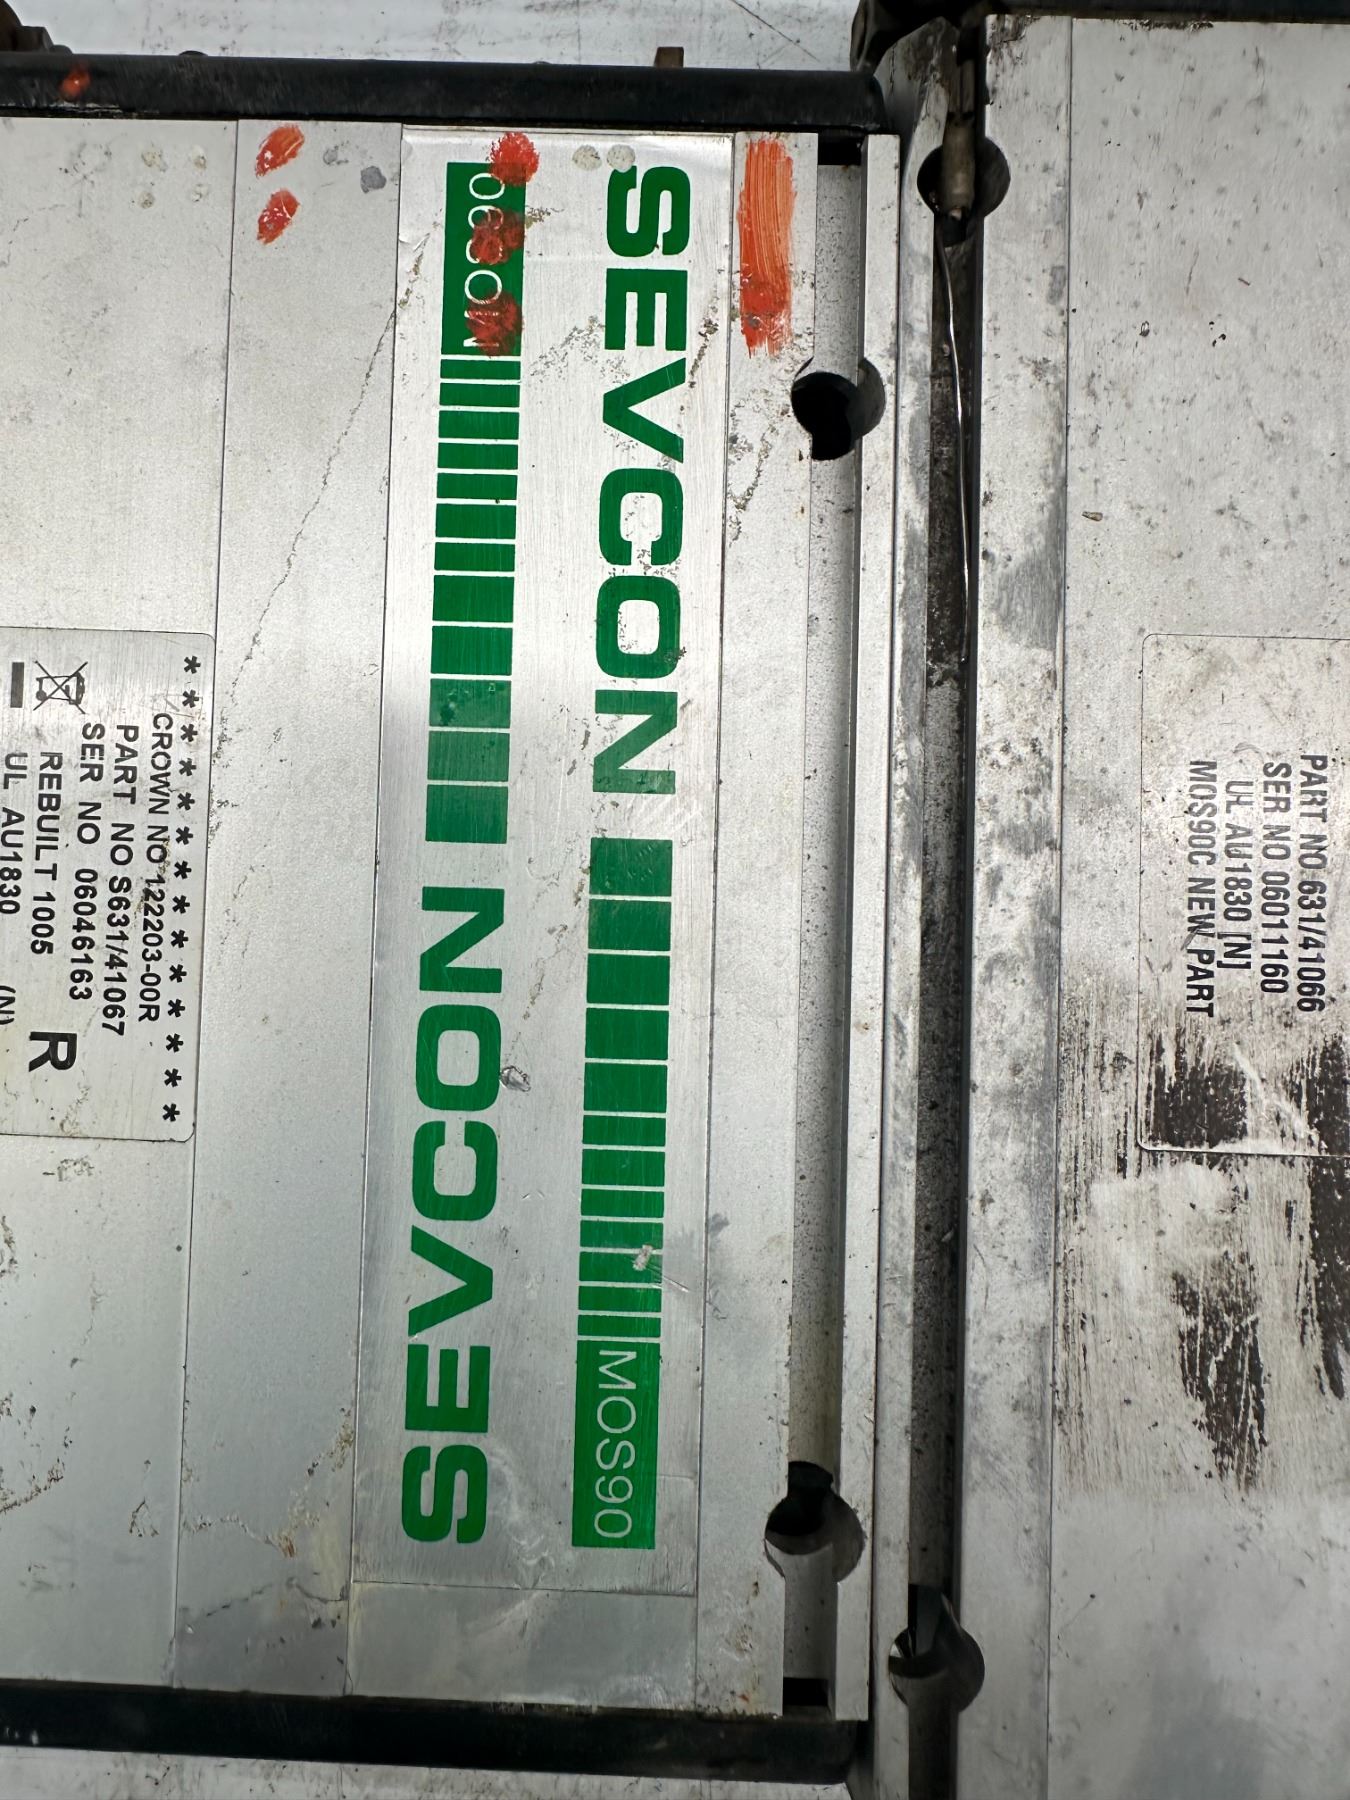 SEVCON
MOS90
SEVCON
MOS90
* * * * * * * * * * * * * * *
CROWN NO 122203-00R
PART NO S631/41067
SER NO 06046163
REBUILT 1005 R
UL AU1830 (N)
PART NO 631/41066
SER NO 06011160
UL AU1830 [N]
MOS90C NEW PART